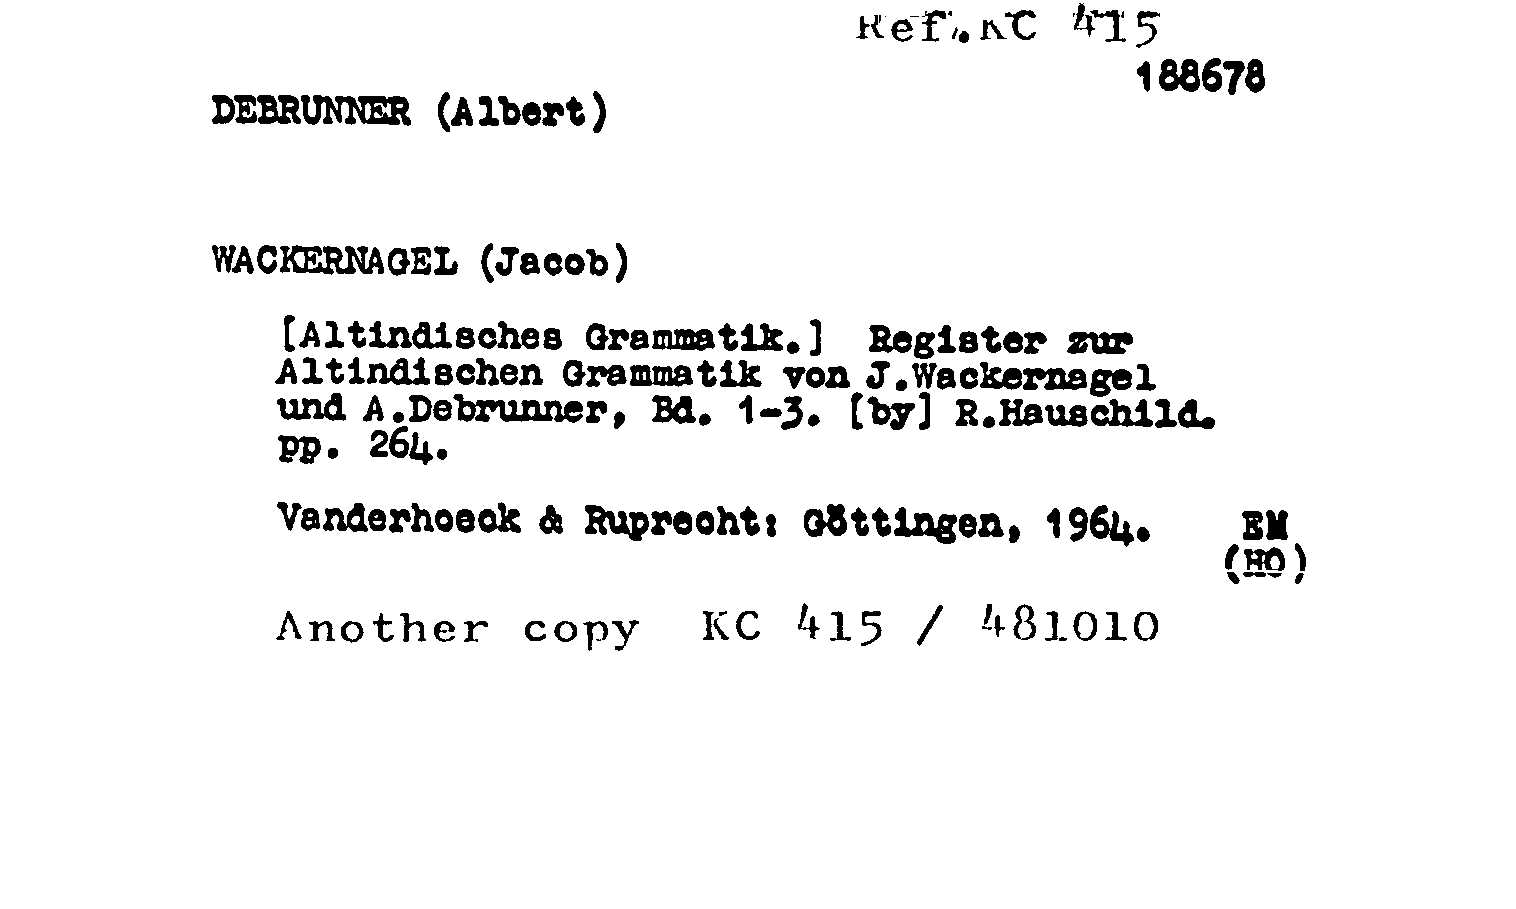 Ref.KC 415
188678
DEBRUNNER (Albert)
WACKERNAGEL (Jacob)
[Altindisches Grammatik.] Register zur
Altindischen Grammatik von J.Wackernagel
und A.Debrunner, Bd. 1-3. [by] R.Hauschild.
pp. 264.
Vanderhoeck & Ruprecht: Göttingen, 1964. EM
(HO)
Another copy KC 415 / 481010